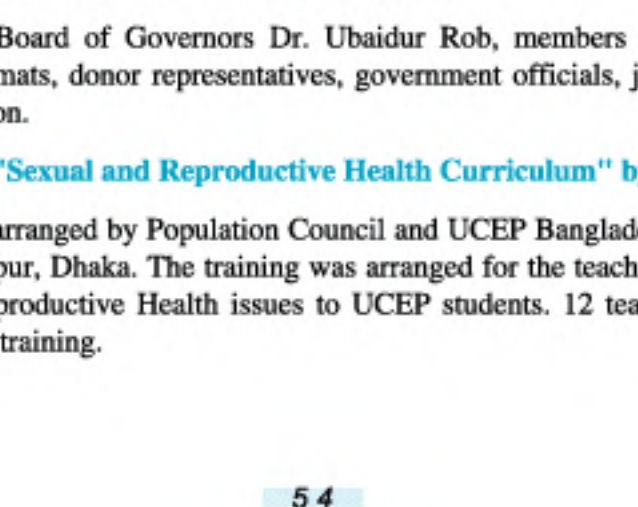 Board of Governors Dr. Ubaidur Rob, members
mats, donor representatives, government officials, j
on.
"Sexual and Reproductive Health Curriculum" b
arranged by Population Council and UCEP Banglad
pur, Dhaka. The training was arranged for the teach
productive Health issues to UCEP students. 12 tea
training.
54